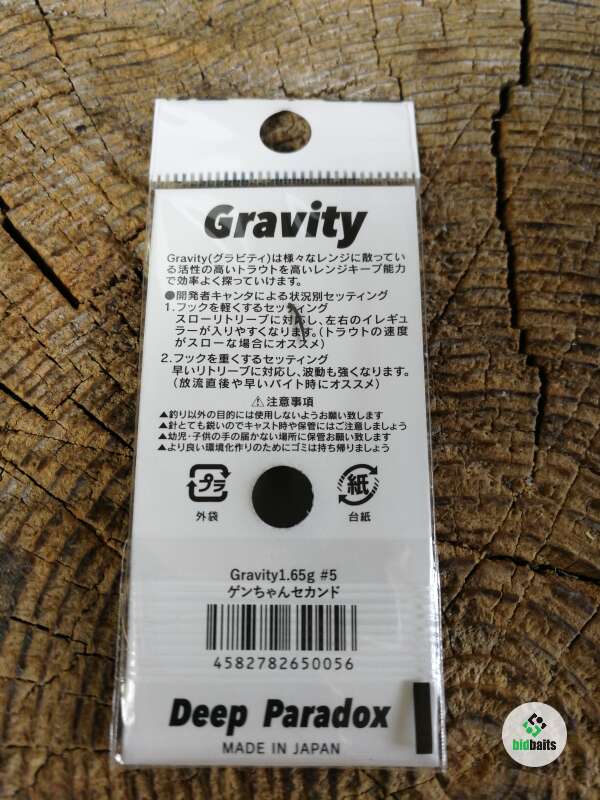 Gravity
Gravity(グラビティ)は様々なレンジに散ってい
る活性の高いトラウトを高いレンジキープ能力
で効率よく探っていけます。
●開発者キャンタによる状況別セッティング
1.フックを軽くするセッティング
スローリトリーブに対応し、左右のイレギュ
ラーが入りやすくなります。(トラウトの速度
がスローな場合にオススメ)
2.フックを重くするセッティング
早いリトリーブに対応し、波動も強くなります。
(放流直後や早いバイト時にオススメ)
⚠注意事項
▲釣り以外の目的には使用しないようお願い致します
▲針とても鋭いのでキャスト時や保管にはご注意しましょう
▲幼児・子供の手の届かない場所に保管お願い致します
▲より良い環境化作りのためにゴミは持ち帰りましょう
プラ 紙
外袋 台紙
Gravity1.65g #5
ゲンちゃんセカンド
4582782650056
Deep Paradox
MADE IN JAPAN
bidbaits